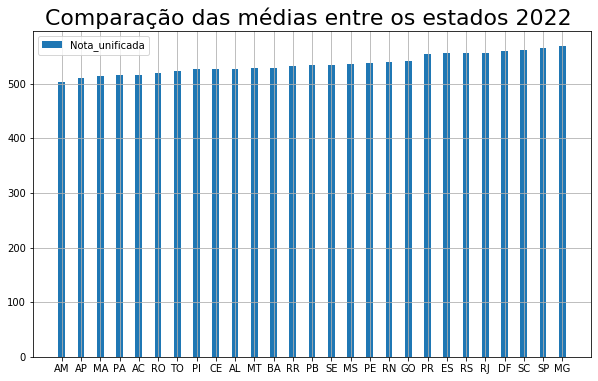 Comparação das médias entre os estados 2022
Nota_unificada
500
400
300
200
100
0
AM AP MA PA AC RO TO PI CE AL MT BA RR PB SE MS PE RN GO PR ES RS RJ DF SC SP MG